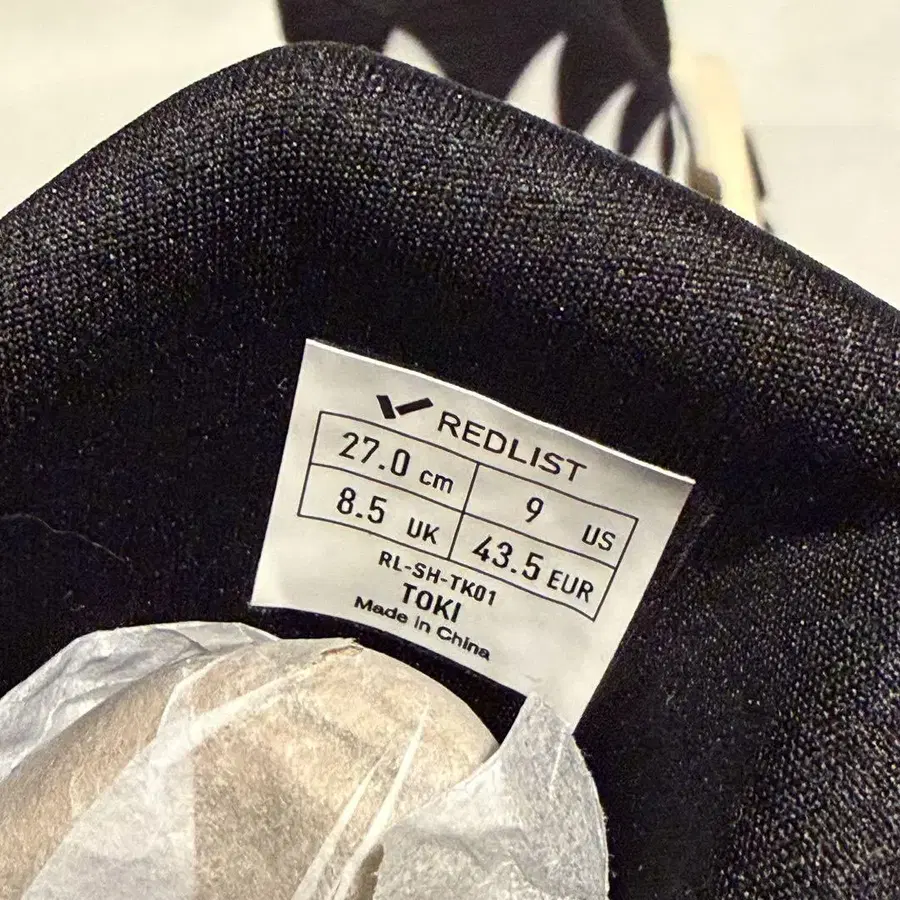 REDLIST
27.0 cm 9 US
8.5 UK 43.5 EUR
RL-SH-TK01
TOKI
Made in China